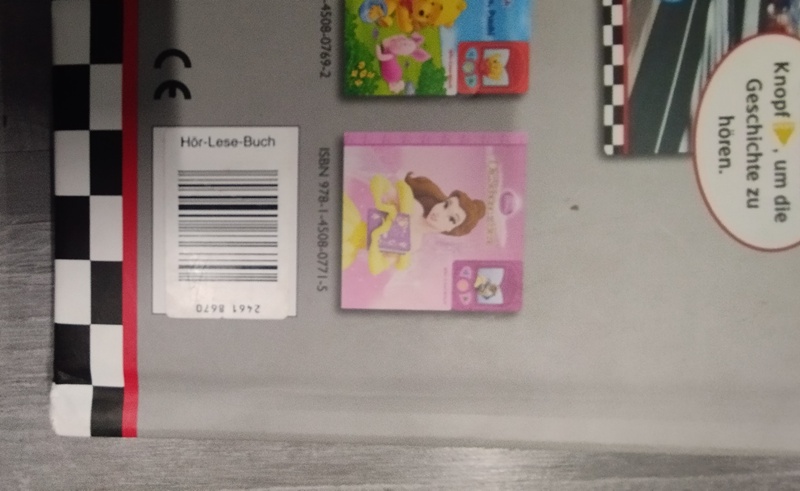 Knopf , um die
Geschichte zu
hören.
4508-0769-2
CE
Hör-Lese-Buch
2461 8670
ISBN 978-1-4508-0771-5